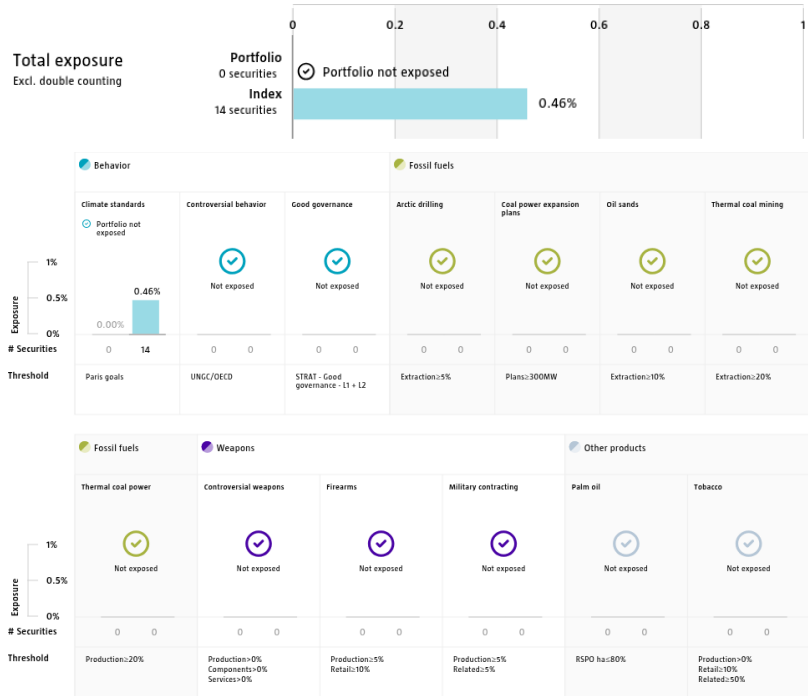 0 0.2 0.4 0.6 0.8 1
Total exposure
Excl. double counting
Portfolio
0 securities
Portfolio not exposed
Index
14 securities
0.46%
Behavior
Fossil fuels
Climate standards
Controversial behavior
Good governance
Arctic drilling
Coal power expansion
plans
Oil sands
Thermal coal mining
Portfolio not
exposed
Not exposed
Not exposed
Not exposed
Not exposed
Not exposed
Not exposed
Exposure
1%
0.5%
0%
0.00%
0.46%
# Securities
0 14
0 0
0 0
0 0
0 0
0 0
0 0
Threshold
Paris goals
UNGC/OECD
STRAT - Good
governance - L1 + L2
Extraction≥5%
Plans≥300MW
Extraction≥10%
Extraction≥20%
Fossil fuels
Weapons
Other products
Thermal coal power
Controversial weapons
Firearms
Military contracting
Palm oil
Tobacco
Not exposed
Not exposed
Not exposed
Not exposed
Not exposed
Not exposed
Exposure
1%
0.5%
0%
# Securities
0 0
0 0
0 0
0 0
0 0
0 0
Threshold
Production≥20%
Production>0%
Components>0%
Services>0%
Production≥5%
Retail≥10%
Production≥5%
Related≥5%
RSPO ha≤80%
Production>0%
Retail≥10%
Related≥50%